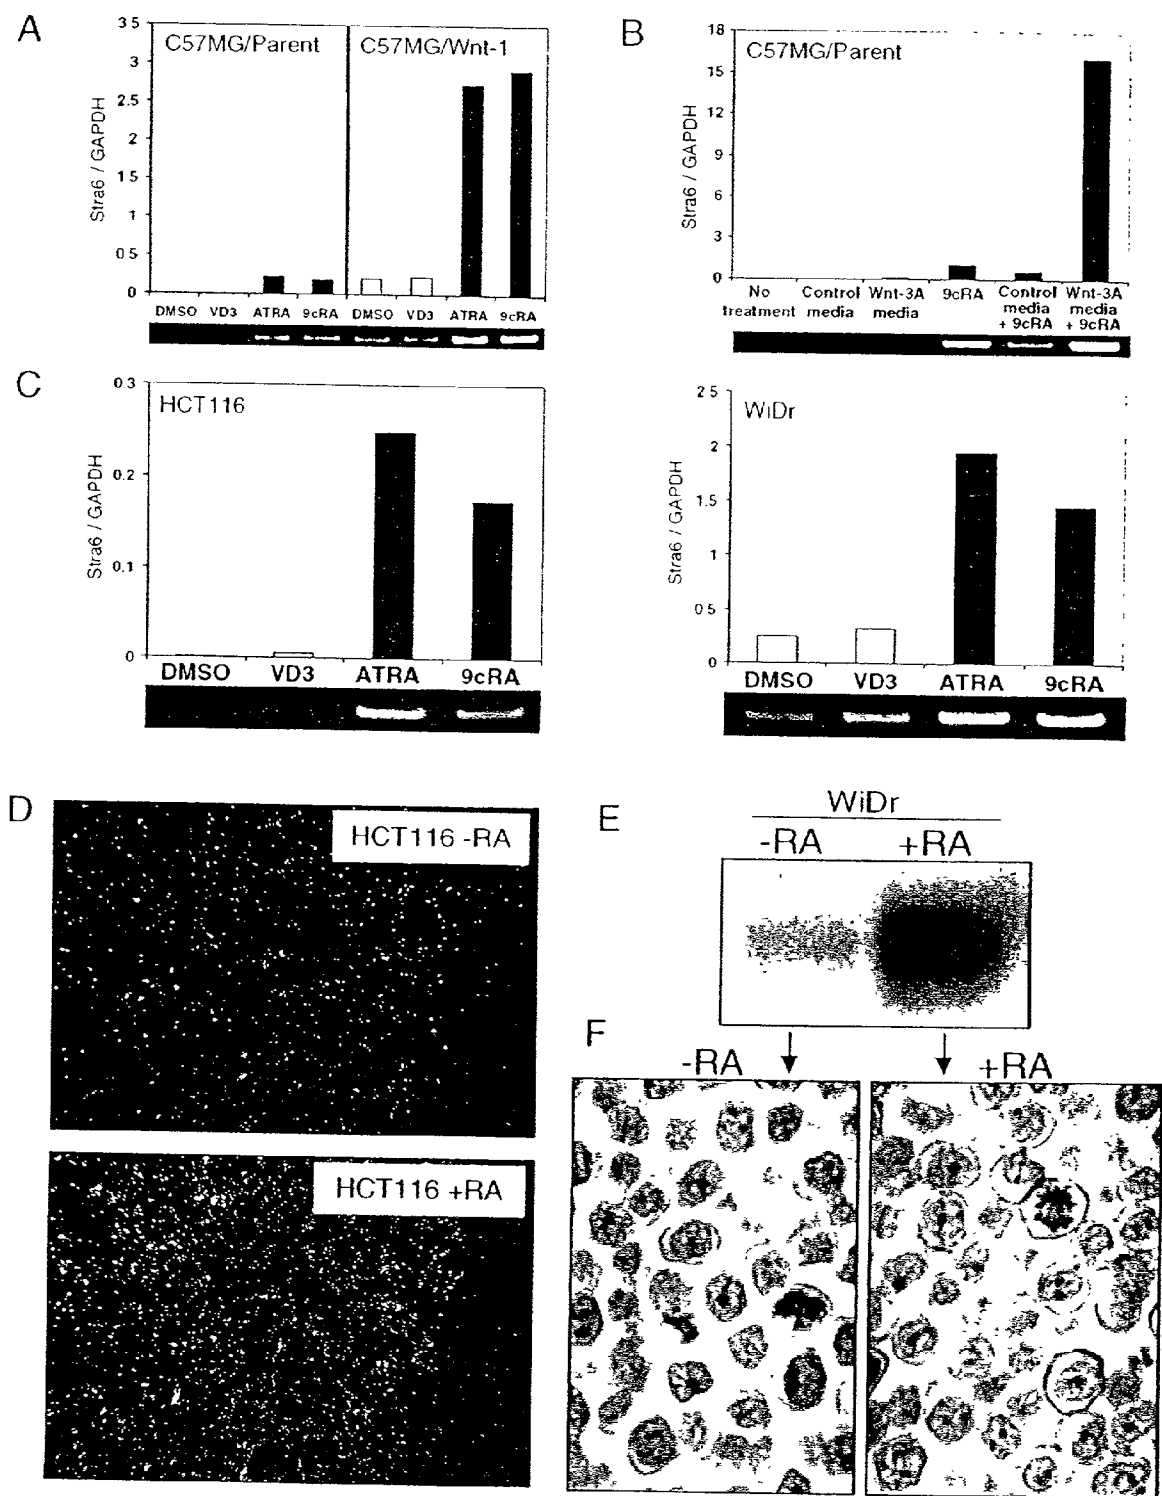 A
Stra6 / GAPDH
3 5
3
2.5
2
1 5
1
0 5
0
C57MG/Parent
C57MG/Wnt-1
DMSO VD3 ATRA 9cRA DMSO VD3 ATRA 9cRA
B
Stra6 / GAPDH
18
15
12
9
6
3
0
C57MG/Parent
No treatment
Control media
Wnt-3A media
9cRA
Control media + 9cRA
Wnt-3A media + 9cRA
C
Stra6 / GAPDH
0 3
0.2
0.1
0
HCT116
DMSO VD3 ATRA 9cRA
Stra6 / GAPDH
2 5
2
1.5
1
0 5
0
WiDr
DMSO VD3 ATRA 9cRA
D
HCT116 -RA
HCT116 +RA
E
WiDr
-RA +RA
F
-RA +RA